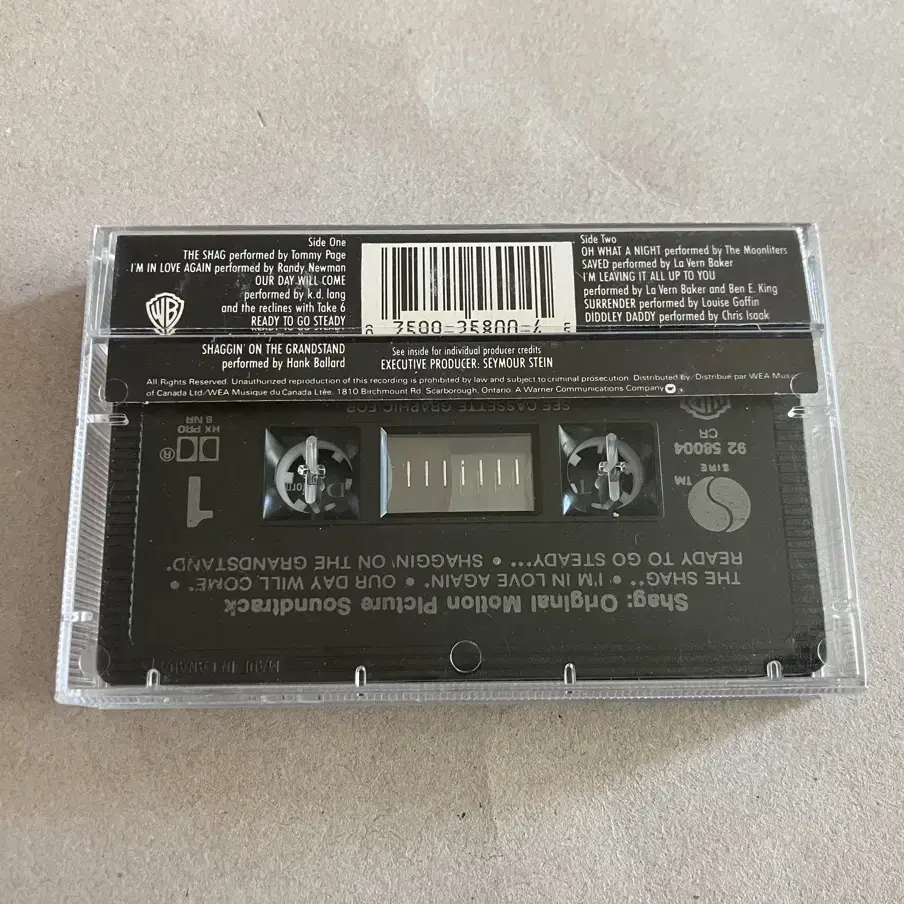 Side One
THE SHAG performed by Tommy Page
I'M IN LOVE AGAIN performed by Randy Newman
OUR DAY WILL COME
performed by k.d. lang
and the reclines with Take 6
READY TO GO STEADY
WB
Side Two
OH WHAT A NIGHT performed by The Moonliters
SAVED performed by La Vern Baker
I'M LEAVING IT ALL UP TO YOU
performed by La Vern Baker and Ben E. King
SURRENDER performed by Louise Goffin
DIDDLEY DADDY performed by Chris Isaak
SHAGGIN' ON THE GRANDSTAND
performed by Hank Ballard
See inside for individual producer credits
EXECUTIVE PRODUCER: SEYMOUR STEIN
All Rights Reserved. Unauthorized reproduction of this recording is prohibited by law and subject to criminal prosecution. Distributed by/Distribué par WEA Music
of Canada Ltd/WEA Musique du Canada Ltée. 1810 Birchmount Rd. Scarborough, Ontario. A Warner Communications Company
Shag: Original Motion Picture Soundtrack
THE SHAG** • I'M IN LOVE AGAIN* • OUR DAY WILL COME* •
READY TO GO STEADY*** • SHAGGIN' ON THE GRANDSTAND*
SIRE
TM
1
92 58004
CR
HX PRO
B NR
®
WB
SEE CASSETTE GRAPHIC FOR
MADE IN CANADA